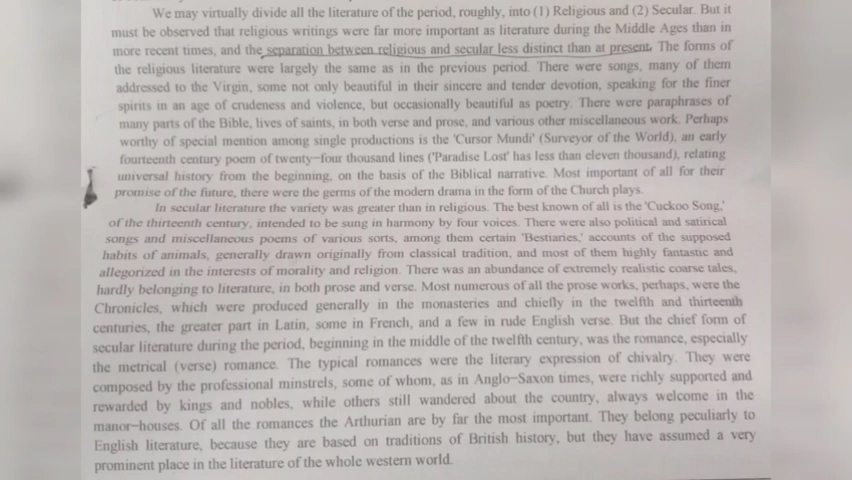 We may virtually divide all the literature of the period, roughly, into (1) Religious and (2) Secular. But it
must be observed that religious writings were far more important as literature during the Middle Ages than in
more recent times, and the separation between religious and secular less distinct than at present. The forms of
the religious literature were largely the same as in the previous period. There were songs, many of them
addressed to the Virgin, some not only beautiful in their sincere and tender devotion, speaking for the finer
spirits in an age of crudeness and violence, but occasionally beautiful as poetry. There were paraphrases of
many parts of the Bible, lives of saints, in both verse and prose, and various other miscellaneous work. Perhaps
worthy of special mention among single productions is the 'Cursor Mundi' (Surveyor of the World), an early
fourteenth century poem of twenty-four thousand lines ('Paradise Lost' has less than eleven thousand), relating
universal history from the beginning, on the basis of the Biblical narrative. Most important of all for their
promise of the future, there were the germs of the modern drama in the form of the Church plays.
In secular literature the variety was greater than in religious. The best known of all is the 'Cuckoo Song,'
of the thirteenth century, intended to be sung in harmony by four voices. There were also political and satirical
songs and miscellaneous poems of various sorts, among them certain 'Bestiaries,' accounts of the supposed
habits of animals, generally drawn originally from classical tradition, and most of them highly fantastic and
allegorized in the interests of morality and religion. There was an abundance of extremely realistic coarse tales,
hardly belonging to literature, in both prose and verse. Most numerous of all the prose works, perhaps, were the
Chronicles, which were produced generally in the monasteries and chiefly in the twelfth and thirteenth
centuries, the greater part in Latin, some in French, and a few in rude English verse. But the chief form of
secular literature during the period, beginning in the middle of the twelfth century, was the romance, especially
the metrical (verse) romance. The typical romances were the literary expression of chivalry. They were
composed by the professional minstrels, some of whom, as in Anglo-Saxon times, were richly supported and
rewarded by kings and nobles, while others still wandered about the country, always welcome in the
manor-houses. Of all the romances the Arthurian are by far the most important. They belong peculiarly to
English literature, because they are based on traditions of British history, but they have assumed a very
prominent place in the literature of the whole western world.